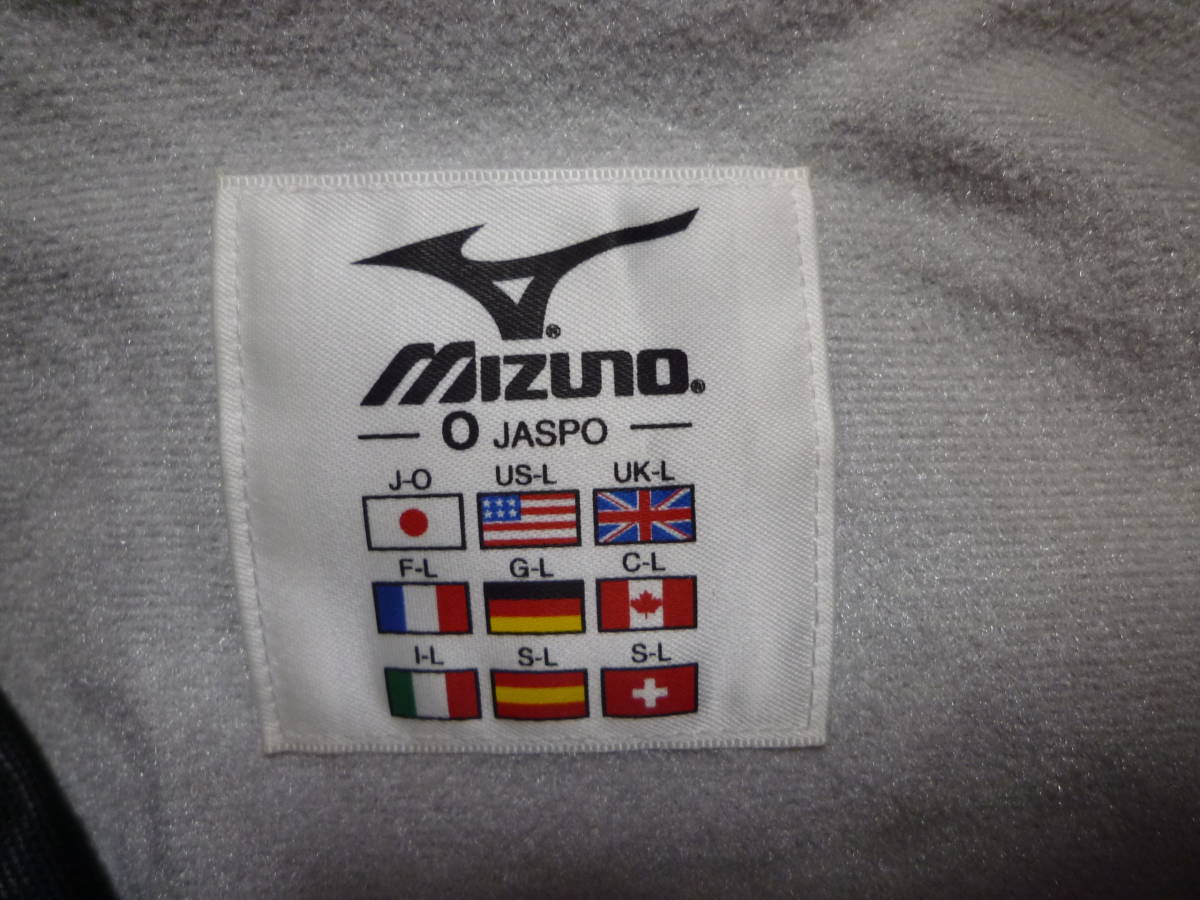 MIZUNO®
O JASPO
J-O US-L UK-L
F-L G-L C-L
I-L S-L S-L